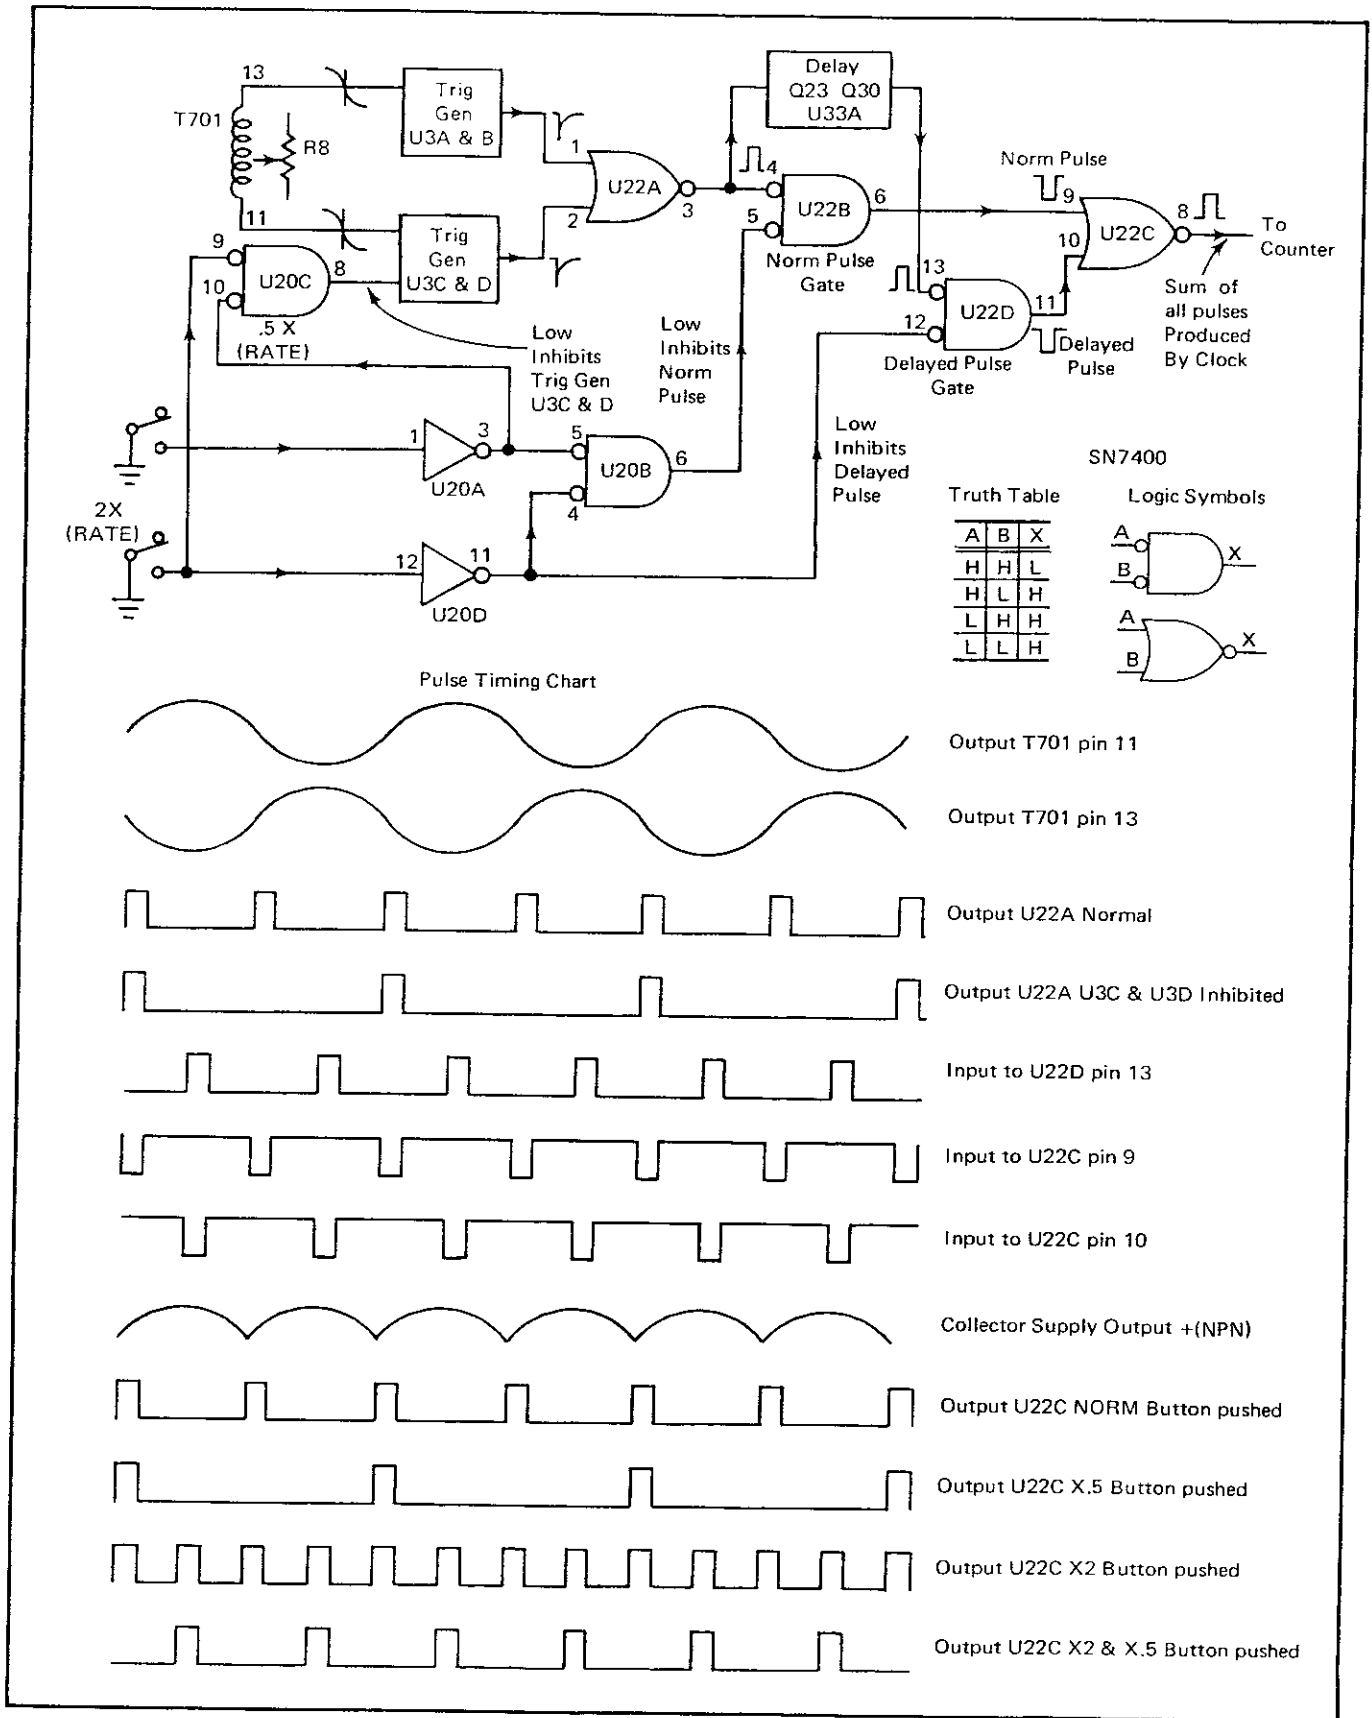 13
T701
R8
11
Trig
Gen
U3A & B
Trig
Gen
U3C & D
1
2
U22A
3
Delay
Q23 Q30
U33A
4
5
U22B
6
Norm Pulse
Gate
Norm Pulse
9
10
U22C
8
To
Counter
Sum of
all pulses
Produced
By Clock
13
12
U22D
11
Delayed Pulse
Gate
Delayed
Pulse
9
10
U20C
8
.5 X
(RATE)
Low
Inhibits
Trig Gen
U3C & D
Low
Inhibits
Norm
Pulse
Low
Inhibits
Delayed
Pulse
1
3
U20A
5
4
U20B
6
2X
(RATE)
12
11
U20D
SN7400
Truth Table
A B X
H H L
H L H
L H H
L L H
Logic Symbols
A
B
X
A
B
X
Pulse Timing Chart
Output T701 pin 11
Output T701 pin 13
Output U22A Normal
Output U22A U3C & U3D Inhibited
Input to U22D pin 13
Input to U22C pin 9
Input to U22C pin 10
Collector Supply Output +(NPN)
Output U22C NORM Button pushed
Output U22C X.5 Button pushed
Output U22C X2 Button pushed
Output U22C X2 & X.5 Button pushed